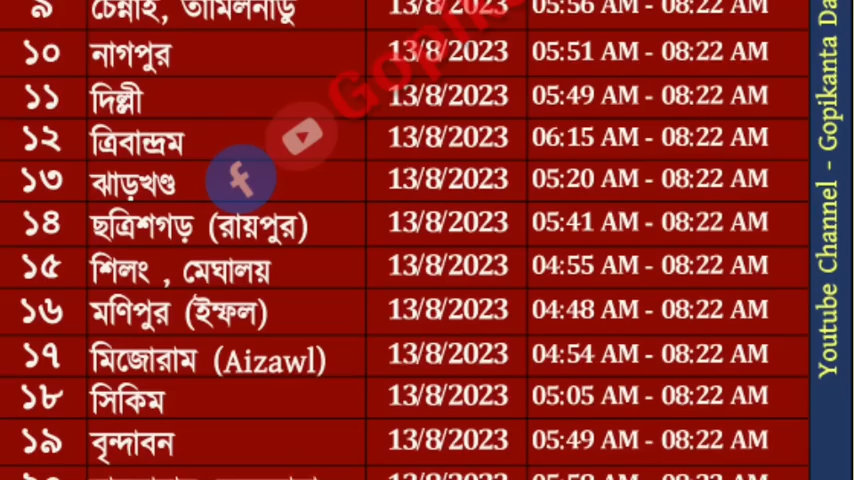 ৯ চেন্নাই, তামিলনাড়ু 13/8/2023 05:56 AM - 08:22 AM
১০ নাগপুর 13/8/2023 05:51 AM - 08:22 AM
১১ দিল্লী 13/8/2023 05:49 AM - 08:22 AM
১২ ত্রিবান্দ্রম 13/8/2023 06:15 AM - 08:22 AM
১৩ ঝাড়খণ্ড 13/8/2023 05:20 AM - 08:22 AM
১৪ ছত্রিশগড় (রায়পুর) 13/8/2023 05:41 AM - 08:22 AM
১৫ শিলং , মেঘালয় 13/8/2023 04:55 AM - 08:22 AM
১৬ মণিপুর (ইম্ফল) 13/8/2023 04:48 AM - 08:22 AM
১৭ মিজোরাম (Aizawl) 13/8/2023 04:54 AM - 08:22 AM
১৮ সিকিম 13/8/2023 05:05 AM - 08:22 AM
১৯ বৃন্দাবন 13/8/2023 05:49 AM - 08:22 AM
Youtube Channel - Gopikanta Da